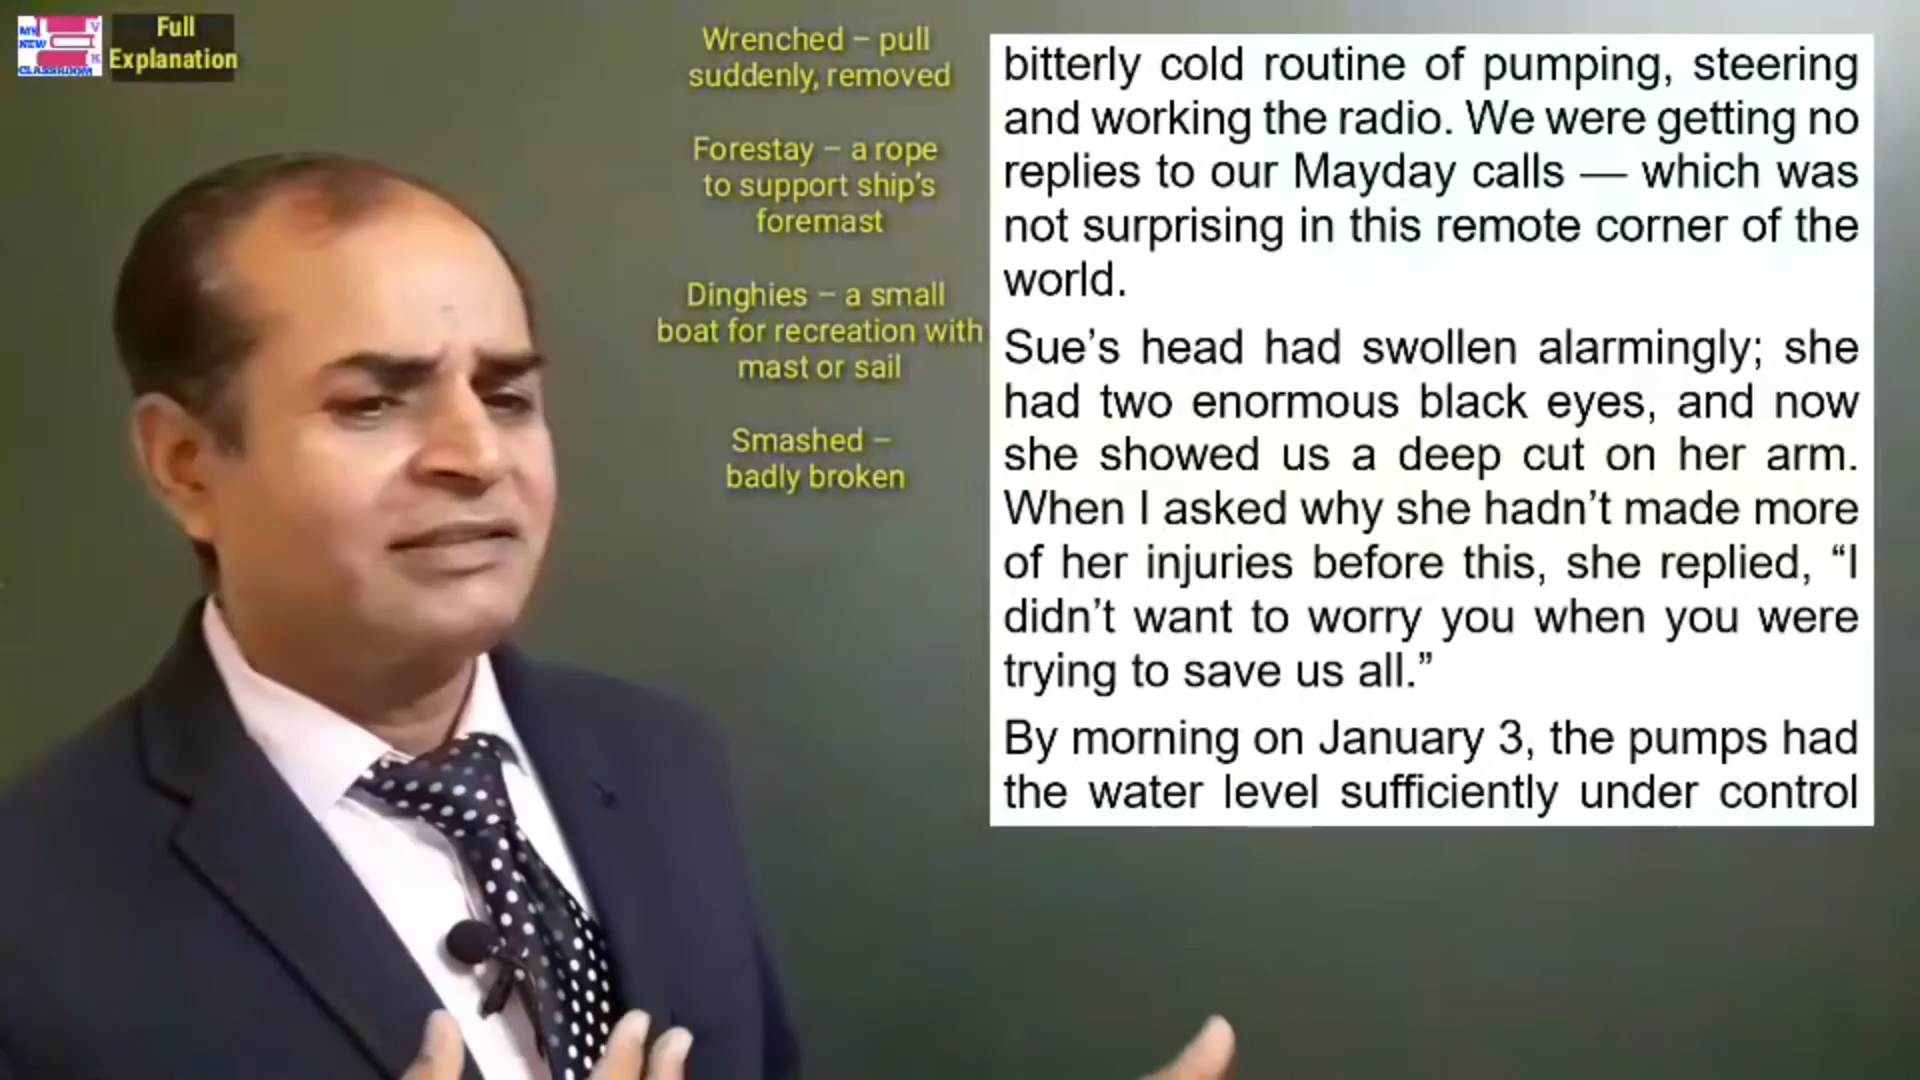 MY
NEW
CLASSROOM
V
K
Full
Explanation
Wrenched – pull
suddenly, removed
Forestay – a rope
to support ship's
foremast
Dinghies – a small
boat for recreation with
mast or sail
Smashed –
badly broken
bitterly cold routine of pumping, steering
and working the radio. We were getting no
replies to our Mayday calls — which was
not surprising in this remote corner of the
world.
Sue’s head had swollen alarmingly; she
had two enormous black eyes, and now
she showed us a deep cut on her arm.
When I asked why she hadn’t made more
of her injuries before this, she replied, “I
didn’t want to worry you when you were
trying to save us all.”
By morning on January 3, the pumps had
the water level sufficiently under control